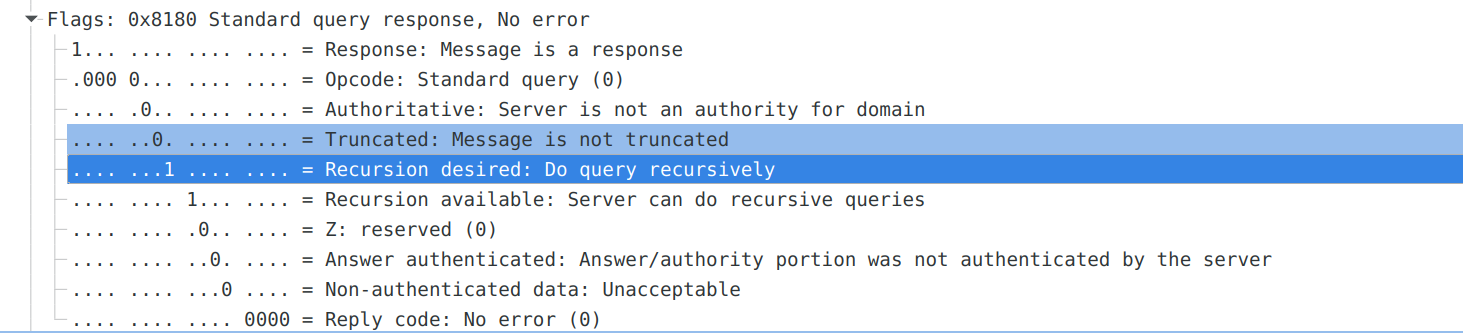 Flags: 0x8180 Standard query response, No error
1... .... .... .... = Response: Message is a response
.000 0... .... .... = Opcode: Standard query (0)
.... .0.. .... .... = Authoritative: Server is not an authority for domain
.... ..0. .... .... = Truncated: Message is not truncated
.... ...1 .... .... = Recursion desired: Do query recursively
.... .... 1... .... = Recursion available: Server can do recursive queries
.... .... .0.. .... = Z: reserved (0)
.... .... ..0. .... = Answer authenticated: Answer/authority portion was not authenticated by the server
.... .... ...0 .... = Non-authenticated data: Unacceptable
.... .... .... 0000 = Reply code: No error (0)